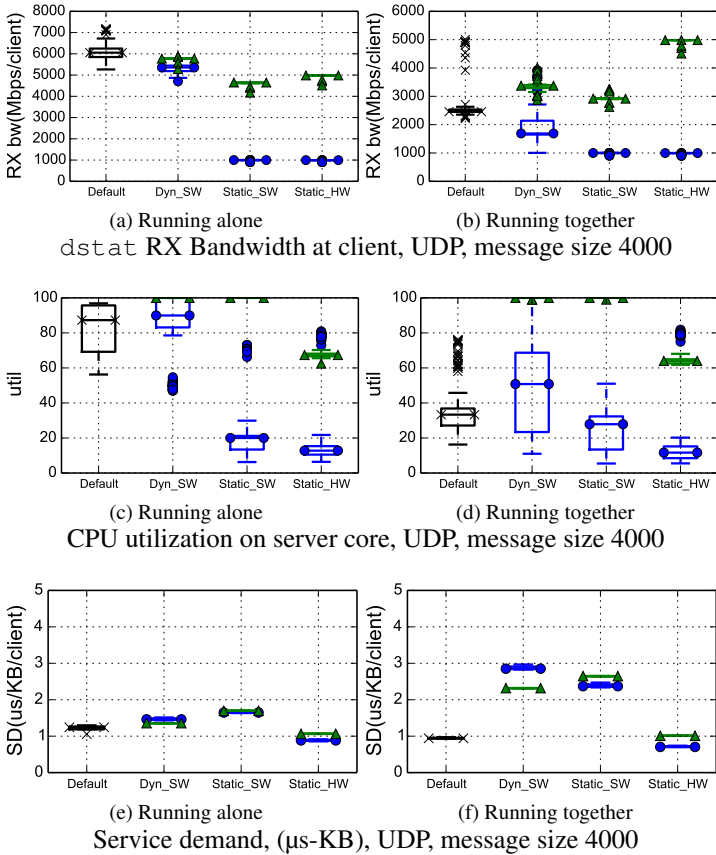 8000
7000
6000
5000
4000
3000
2000
1000
0
RX bw(Mbps/client)
Default Dyn_SW Static_SW Static_HW
(a) Running alone
6000
5000
4000
3000
2000
1000
0
RX bw(Mbps/client)
Default Dyn_SW Static_SW Static_HW
(b) Running together
dstat RX Bandwidth at client, UDP, message size 4000
100
80
60
40
20
0
util
Default Dyn_SW Static_SW Static_HW
(c) Running alone
100
80
60
40
20
0
util
Default Dyn_SW Static_SW Static_HW
(d) Running together
CPU utilization on server core, UDP, message size 4000
5
4
3
2
1
0
SD(us/KB/client)
Default Dyn_SW Static_SW Static_HW
(e) Running alone
5
4
3
2
1
0
SD(us/KB/client)
Default Dyn_SW Static_SW Static_HW
(f) Running together
Service demand, (µs-KB), UDP, message size 4000